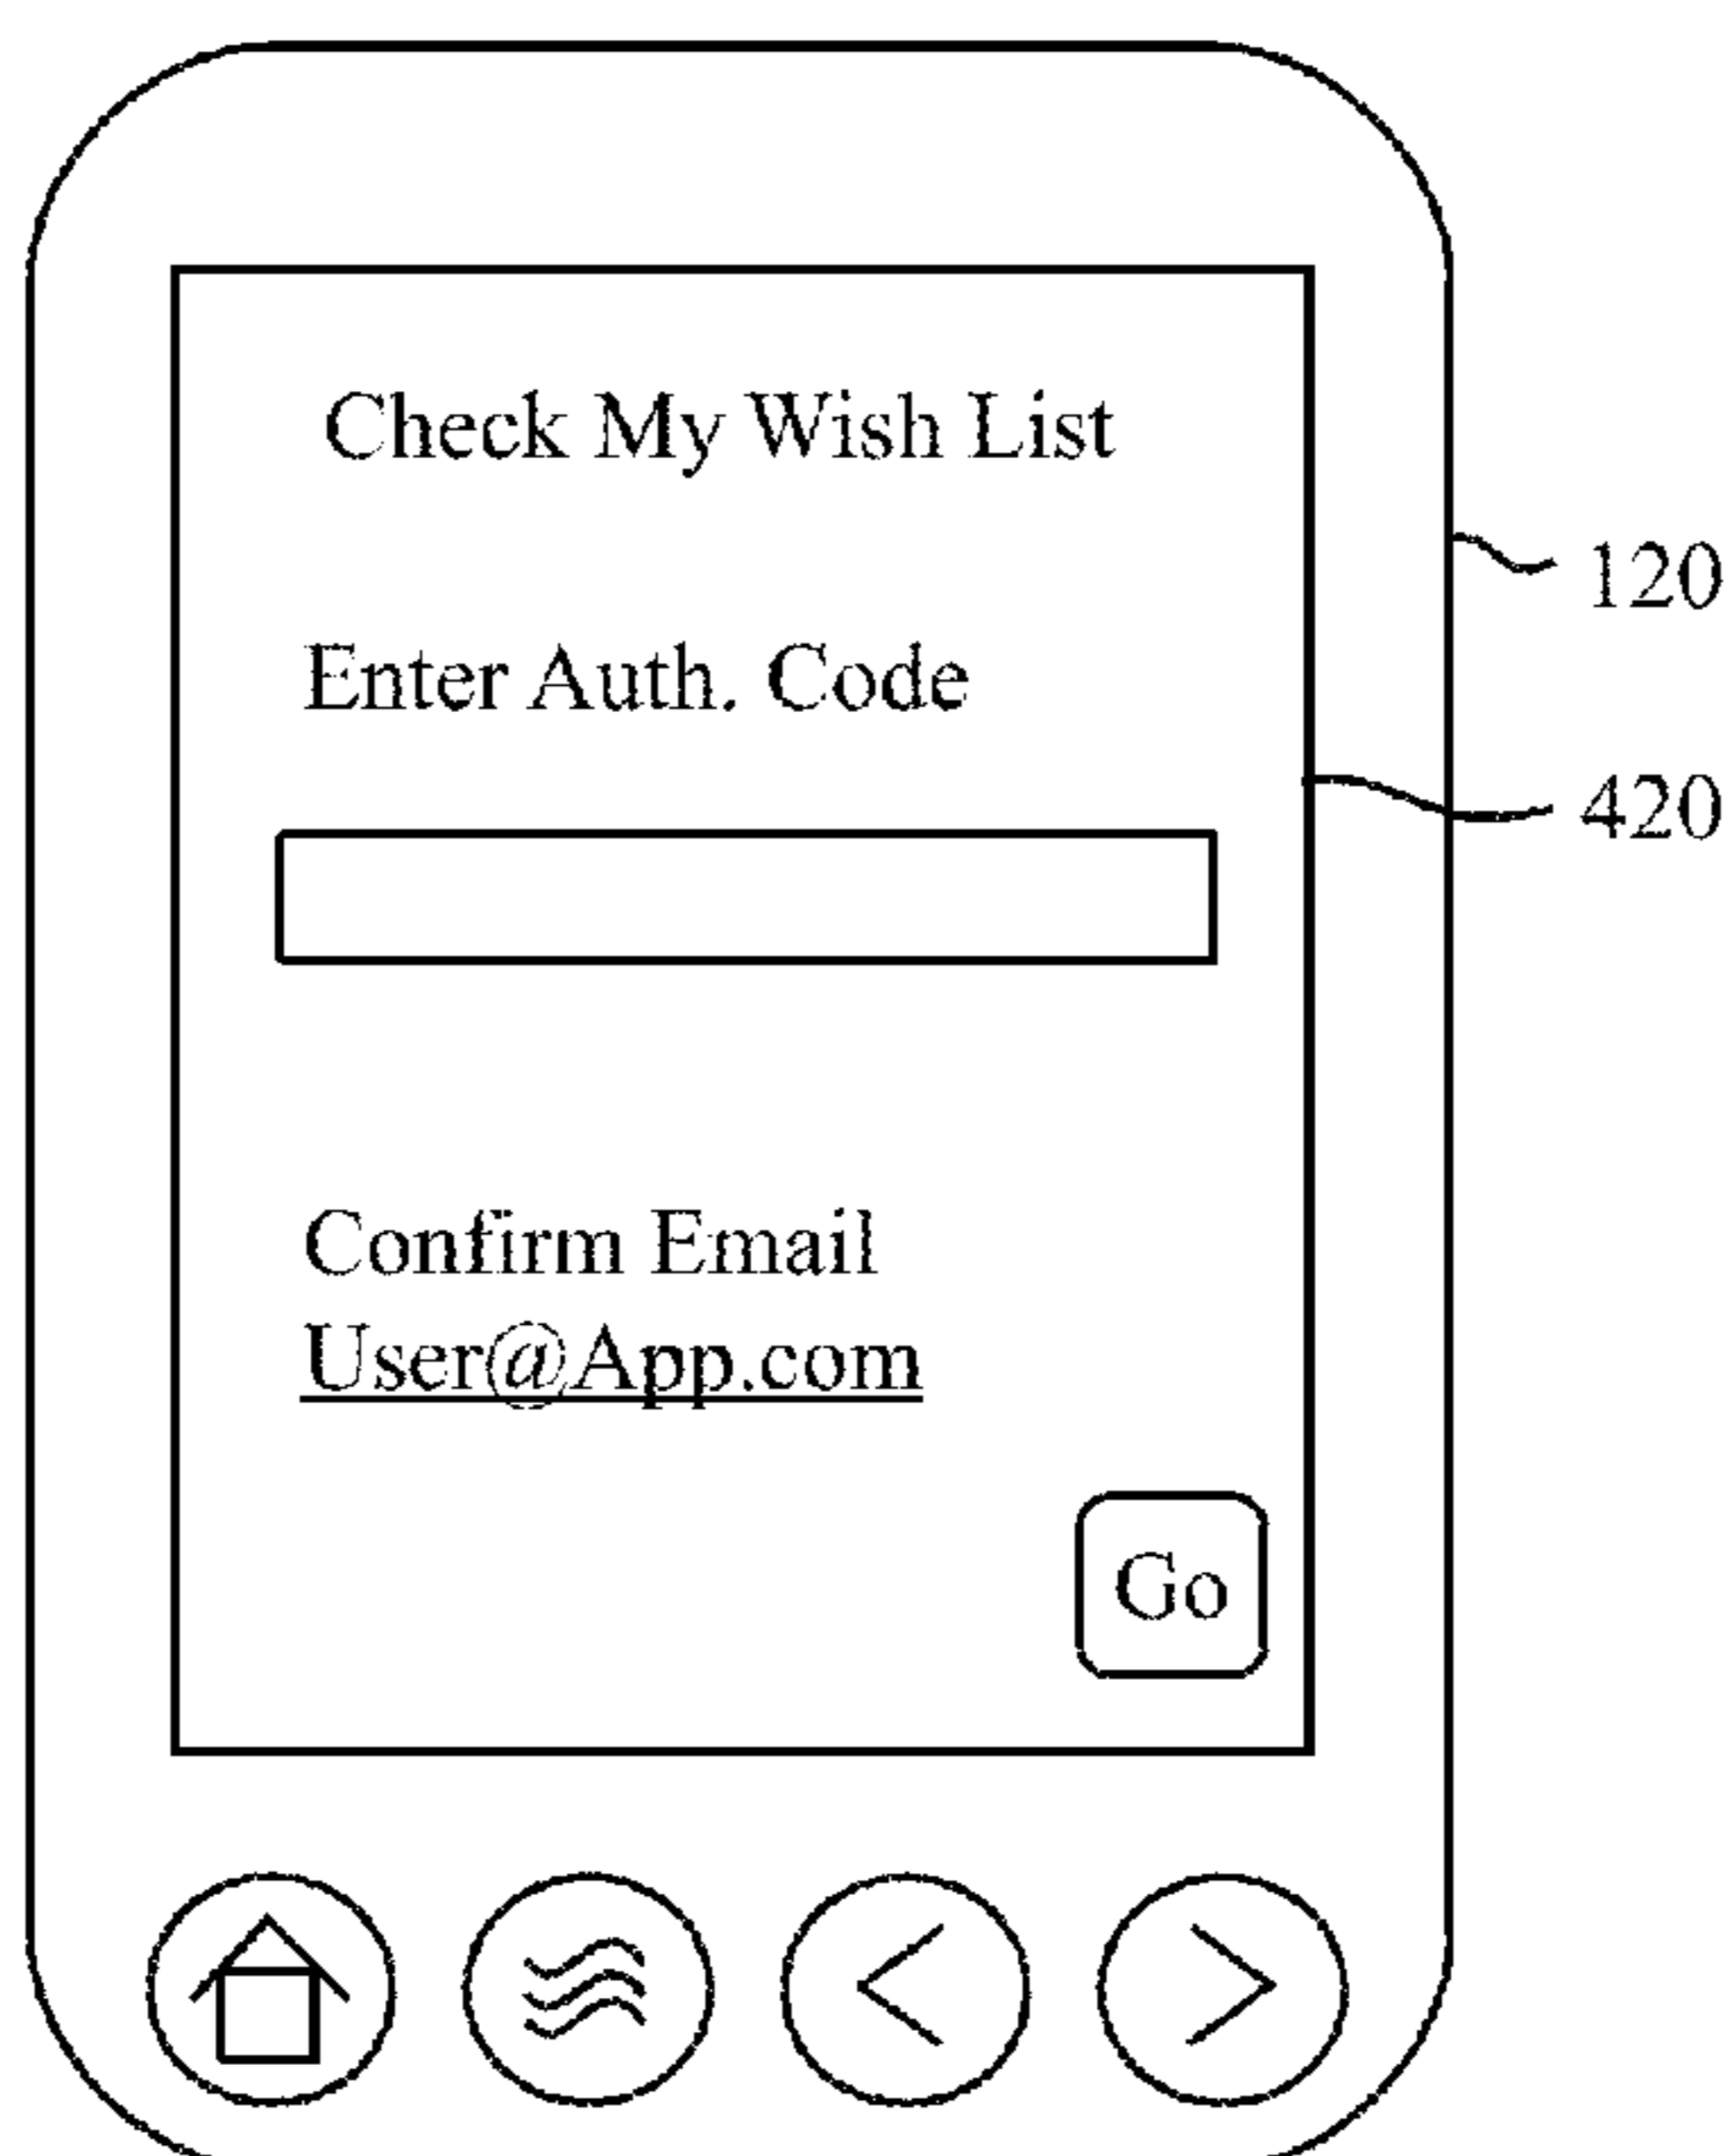 Check My Wish List
120
Enter Auth. Code
420
Confirm Email
User@App.com
Go